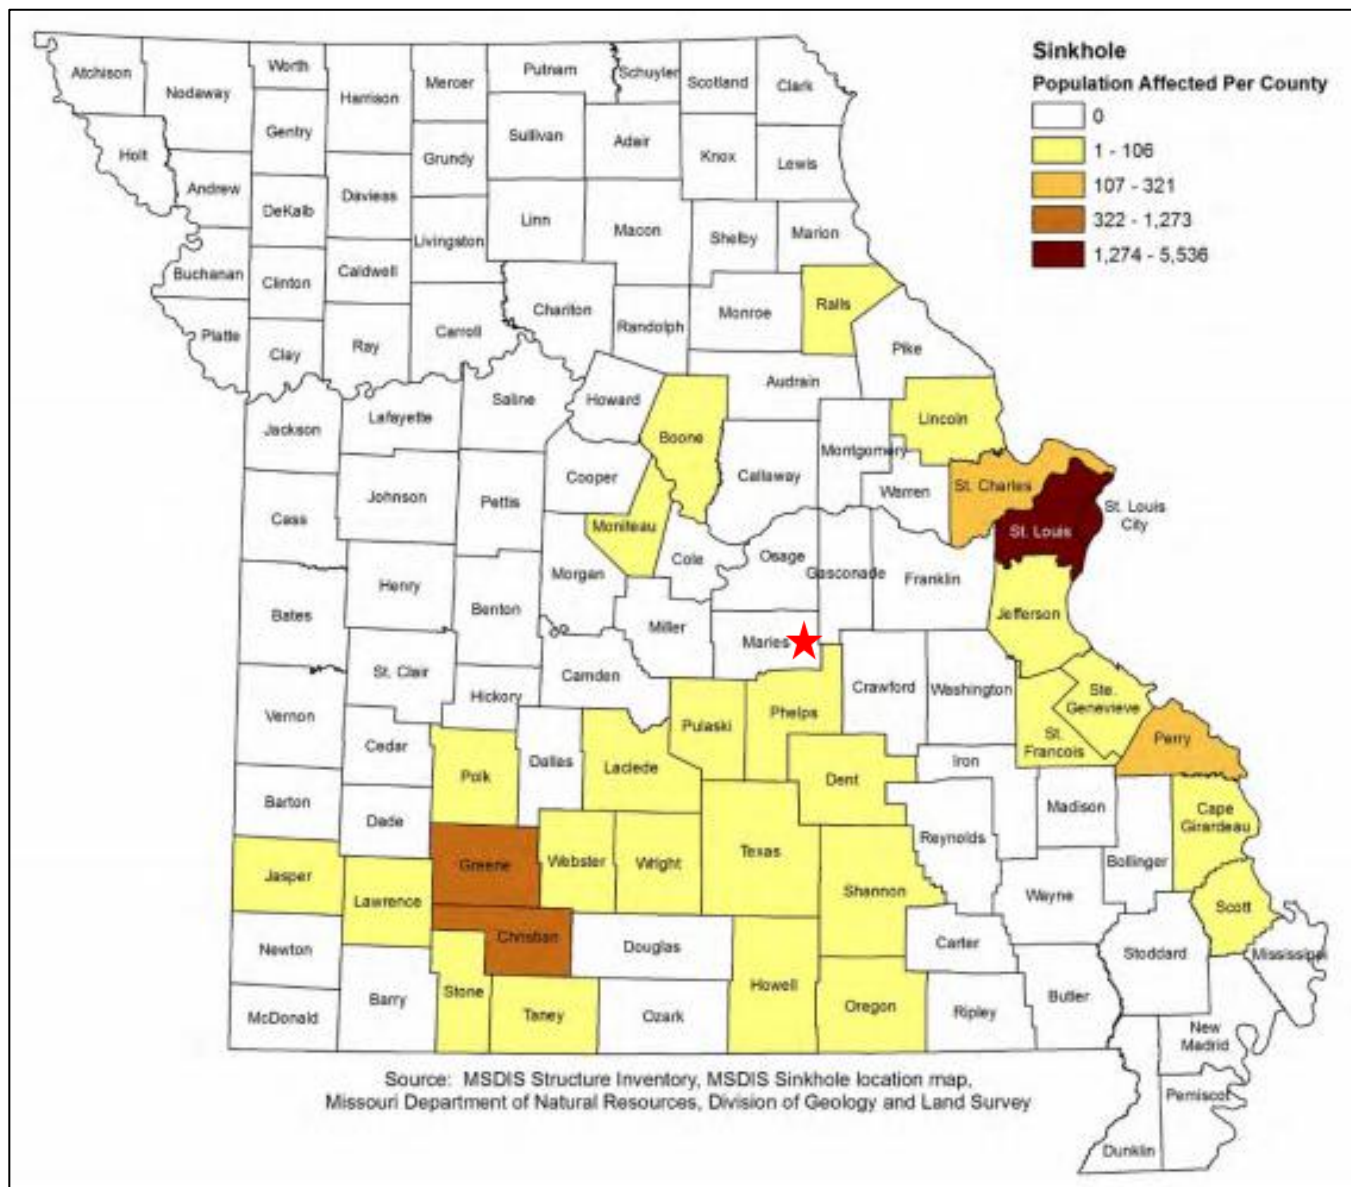 Sinkhole
Population Affected Per County
0
1 - 106
107 - 321
322 - 1,273
1,274 - 5,536
Atchison
Nodaway
Worth
Harrison
Mercer
Putnam
Schuyler
Scotland
Clark
Gentry
Sullivan
Adair
Knox
Lewis
Holt
Andrew
DeKalb
Daviess
Grundy
Linn
Macon
Shelby
Marion
Livingston
Buchanan
Clinton
Caldwell
Chariton
Randolph
Monroe
Ralls
Platte
Clay
Ray
Carroll
Pike
Audrain
Saline
Howard
Jackson
Lafayette
Boone
Lincoln
Cooper
Callaway
Montgomery
Warren
St. Charles
St. Louis
City
St. Louis
Johnson
Pettis
Cass
Moniteau
Cole
Osage
Gasconade
Franklin
Morgan
Henry
Benton
Bates
Miller
Maries
Jefferson
St. Clair
Camden
Hickory
Crawford
Washington
Ste.
Genevieve
Vernon
Pulaski
Phelps
St.
Francois
Perry
Cedar
Polk
Dallas
Laclede
Dent
Iron
Barton
Dade
Madison
Cape
Girardeau
Reynolds
Bollinger
Jasper
Greene
Webster
Wright
Texas
Shannon
Lawrence
Wayne
Scott
Newton
Christian
Douglas
Carter
Stoddard
Mississippi
McDonald
Barry
Stone
Taney
Ozark
Howell
Oregon
Ripley
Butler
New
Madrid
Pemiscot
Dunklin
Source: MSDIS Structure Inventory, MSDIS Sinkhole location map,
Missouri Department of Natural Resources, Division of Geology and Land Survey